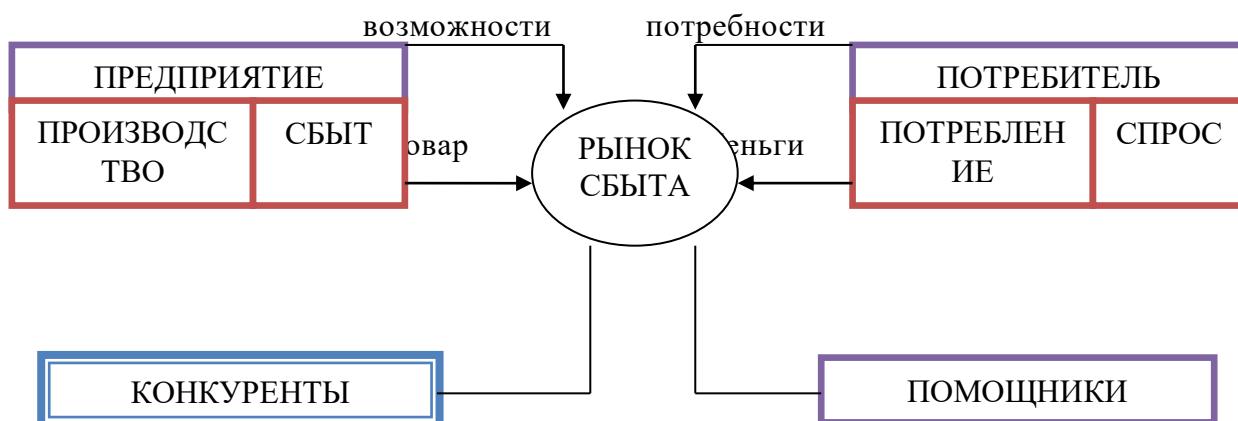 возможности потребности
ПРЕДПРИЯТИЕ ПОТРЕБИТЕЛЬ
ПРОИЗВОДС
ТВО
СБЫТ
овар
РЫНОК
СБЫТА
еньги
ПОТРЕБЛЕН
ИЕ
СПРОС
КОНКУРЕНТЫ ПОМОЩНИКИ